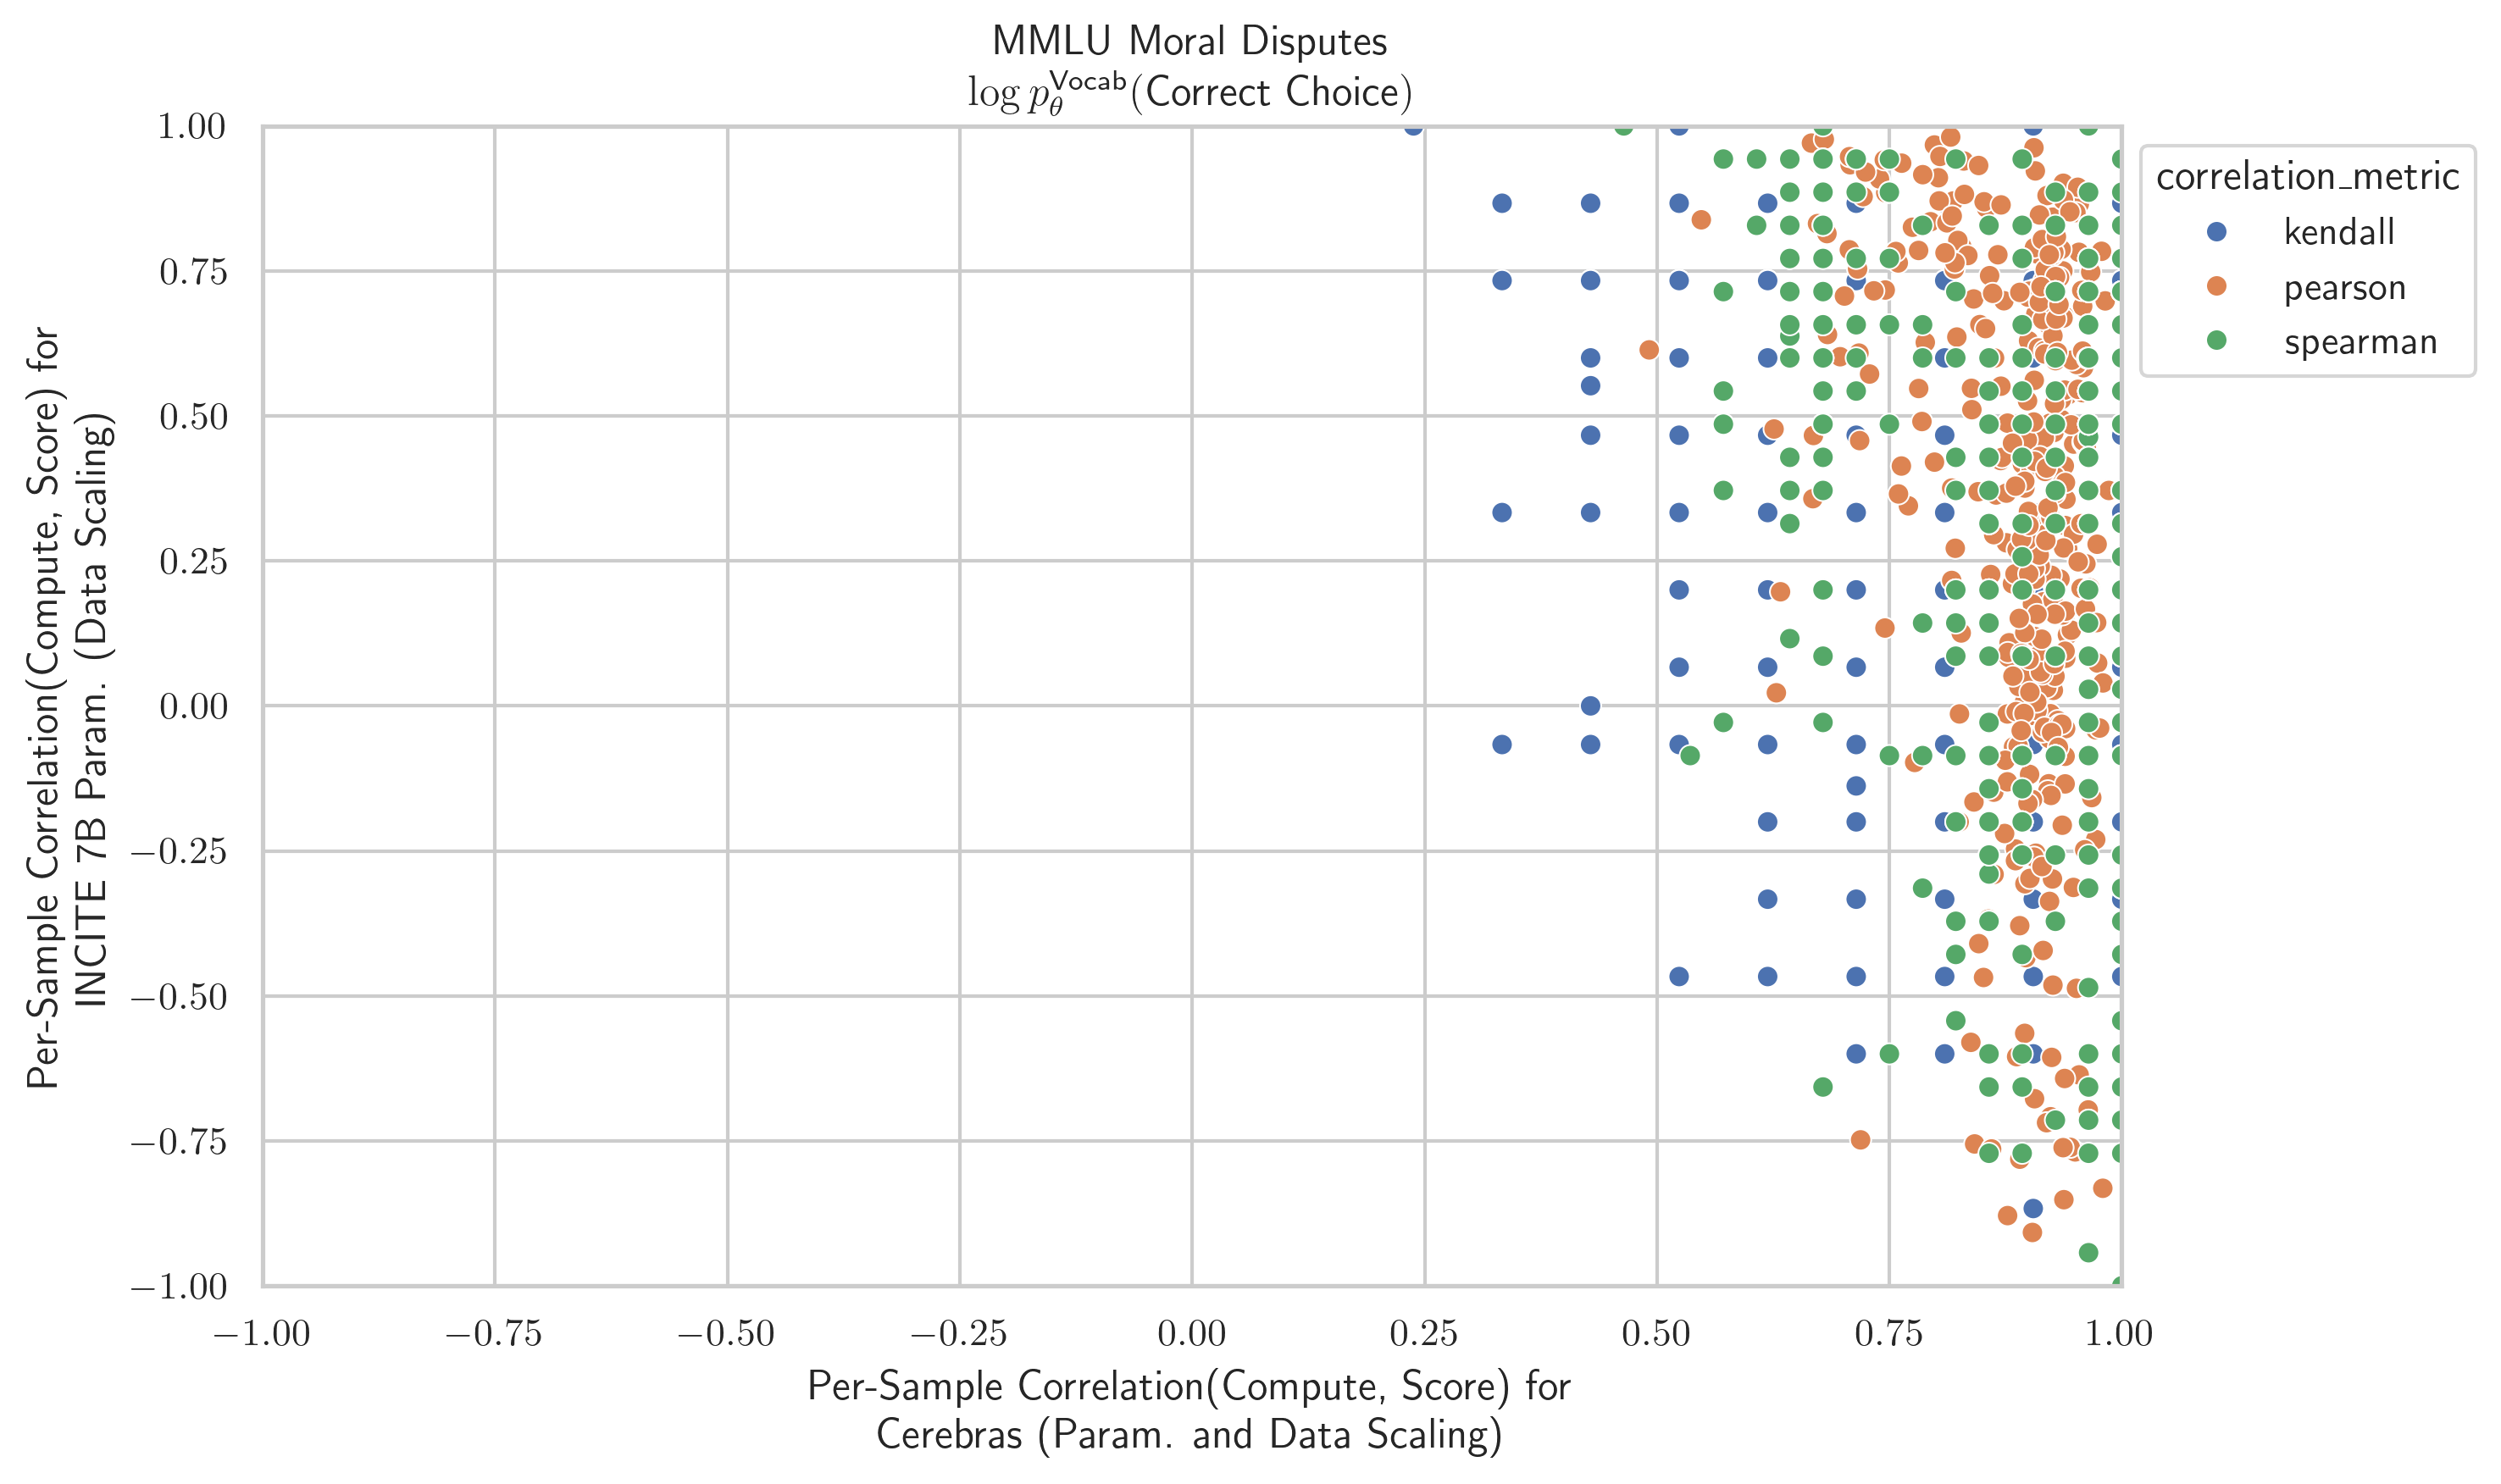 MMLU Moral Disputes
log p_θ^Vocab(Correct Choice)
1.00
0.75
0.50
0.25
0.00
−0.25
−0.50
−0.75
−1.00
Per-Sample Correlation(Compute, Score) for
INCITE 7B Param. (Data Scaling)
−1.00 −0.75 −0.50 −0.25 0.00 0.25 0.50 0.75 1.00
Per-Sample Correlation(Compute, Score) for
Cerebras (Param. and Data Scaling)
correlation_metric
kendall
pearson
spearman